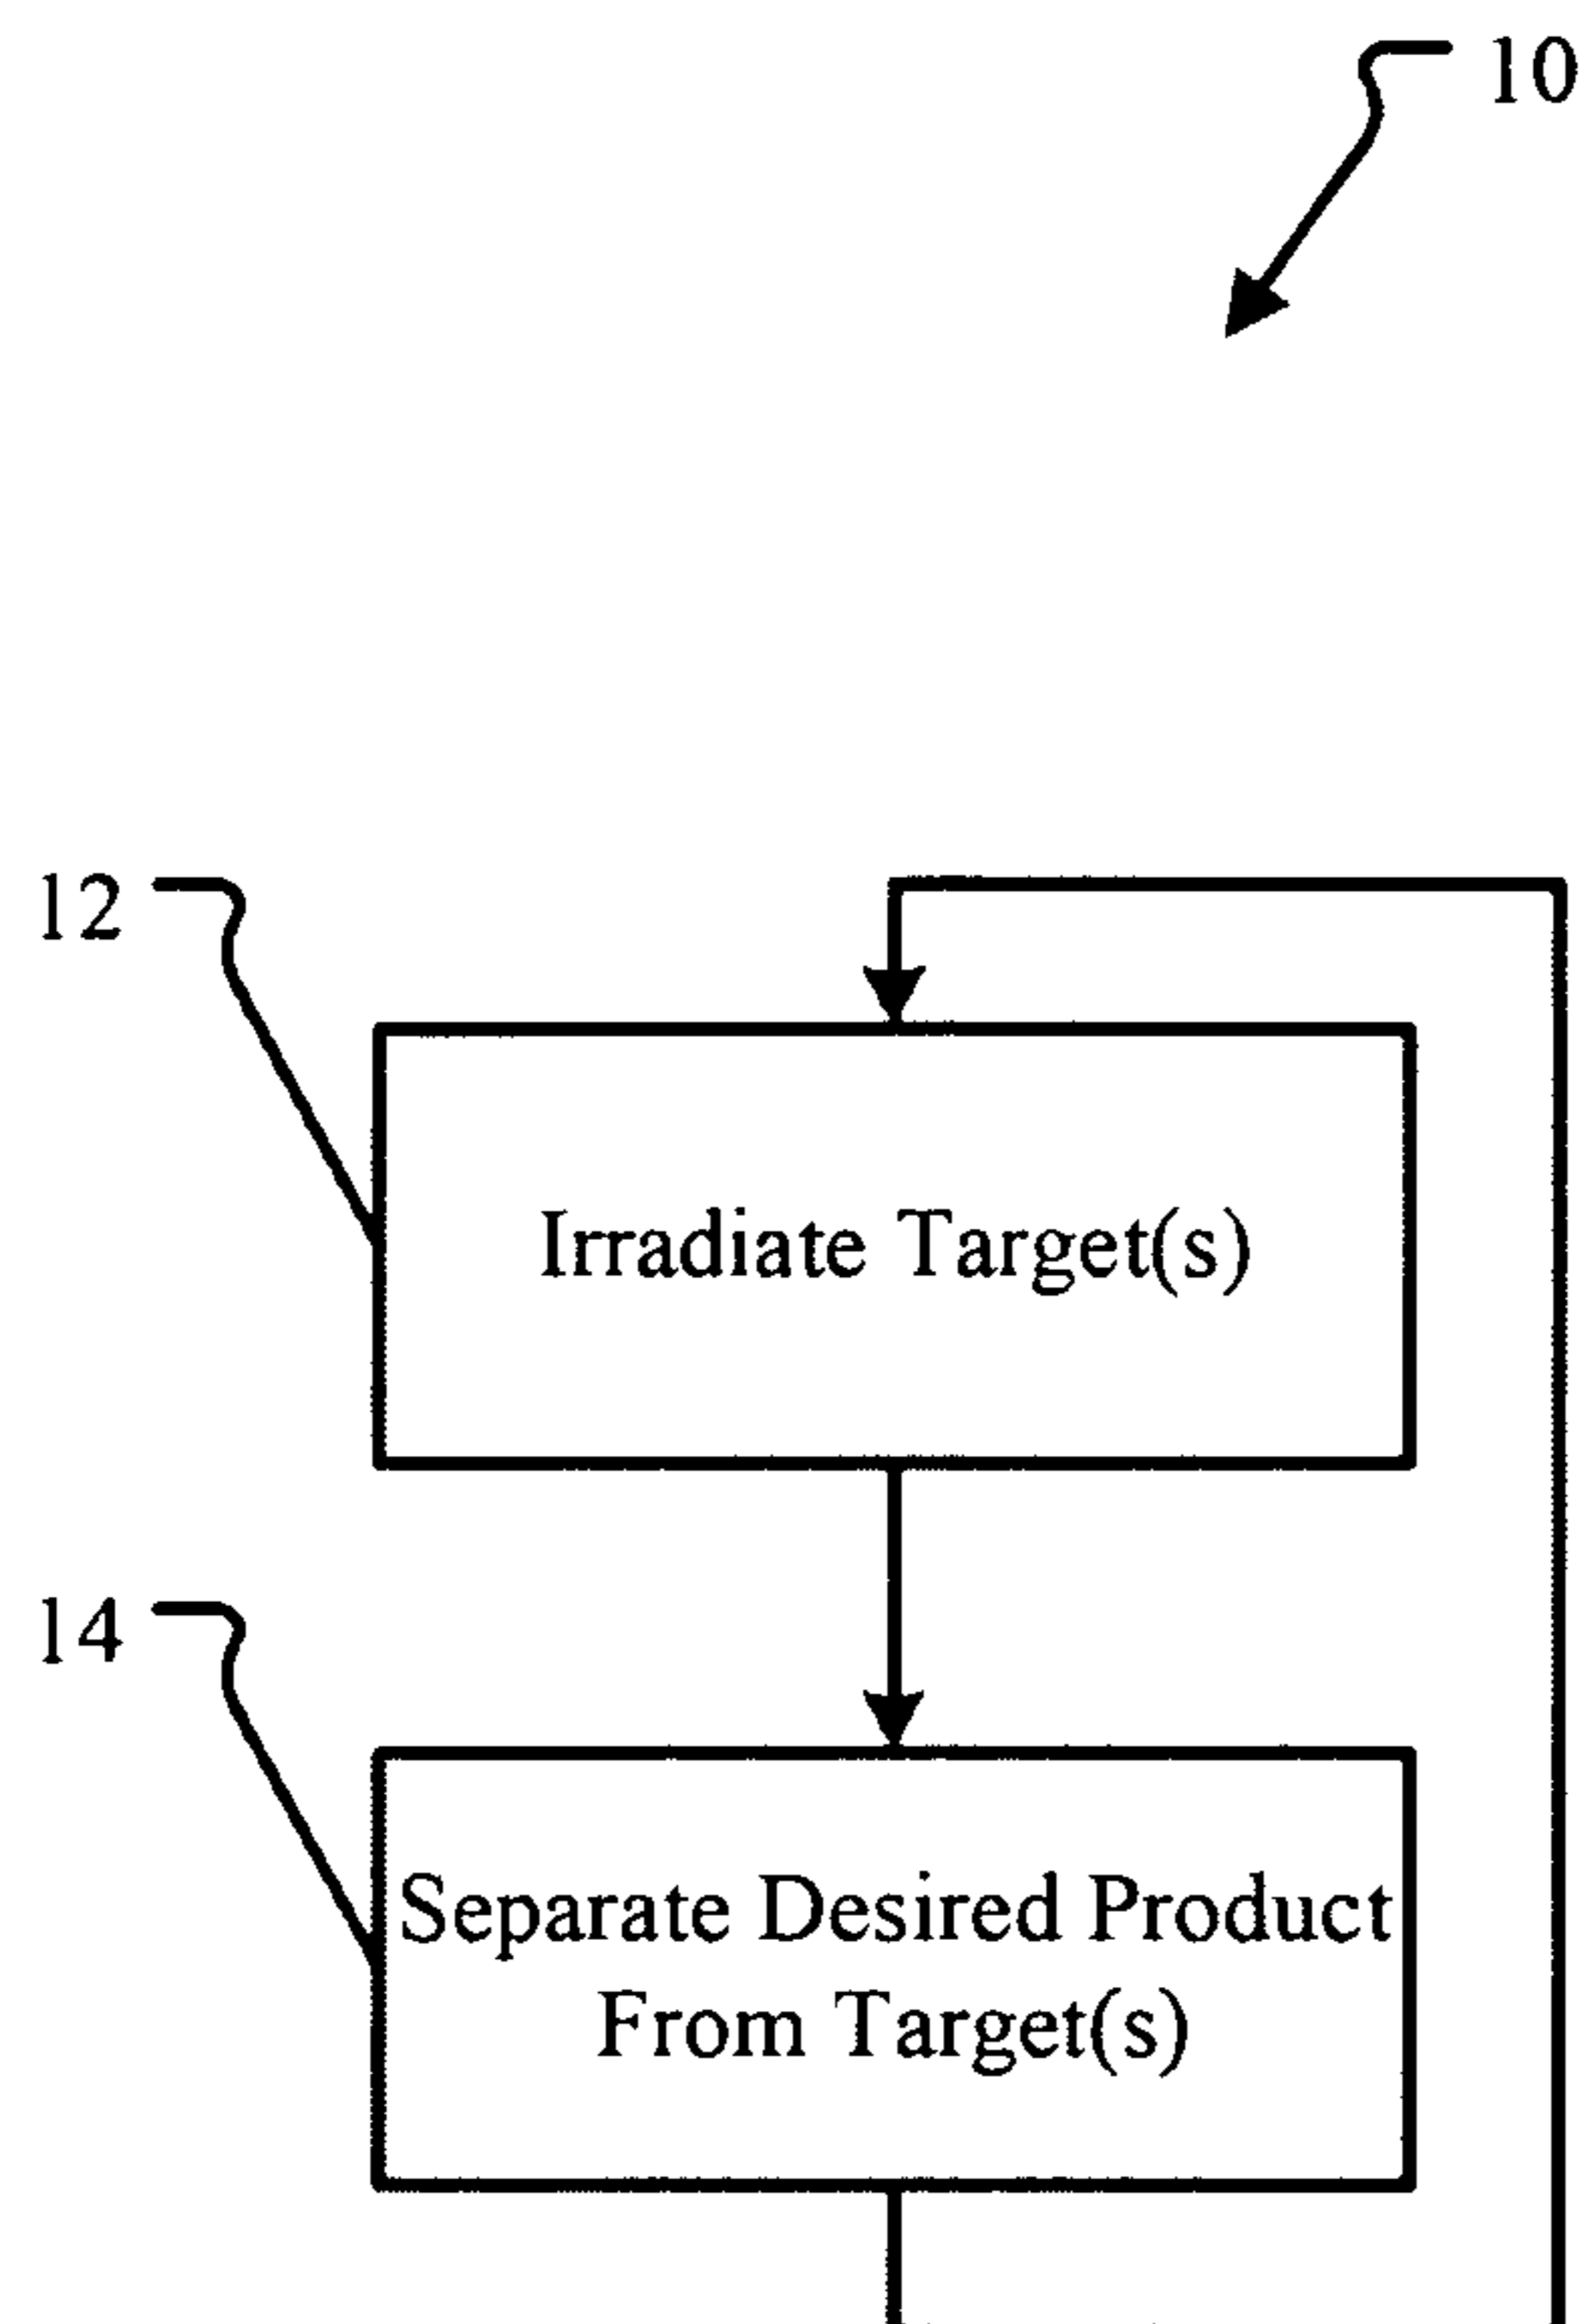 10
12
Irradiate Target(s)
14
Separate Desired Product
From Target(s)